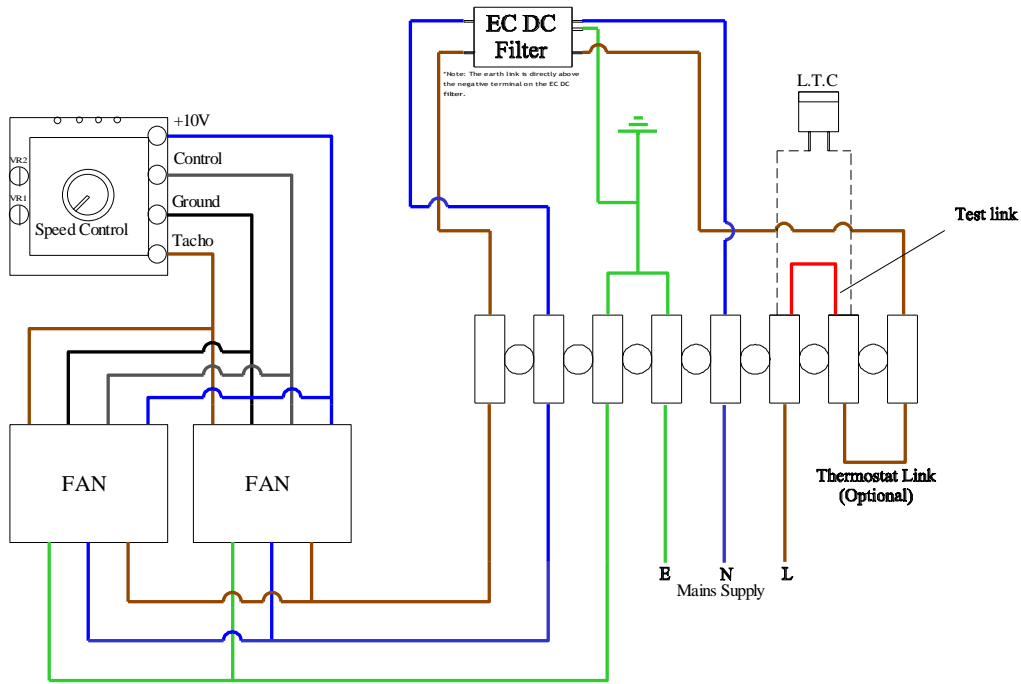 EC DC
Filter
"Note: The earth link is directly above
the negative terminal on the EC DC
filter.
L.T.C
+10V
Control
VR2
VR1
Ground
Speed Control
Tacho
Test link
FAN
FAN
Thermostat Link
(Optional)
E N L
Mains Supply